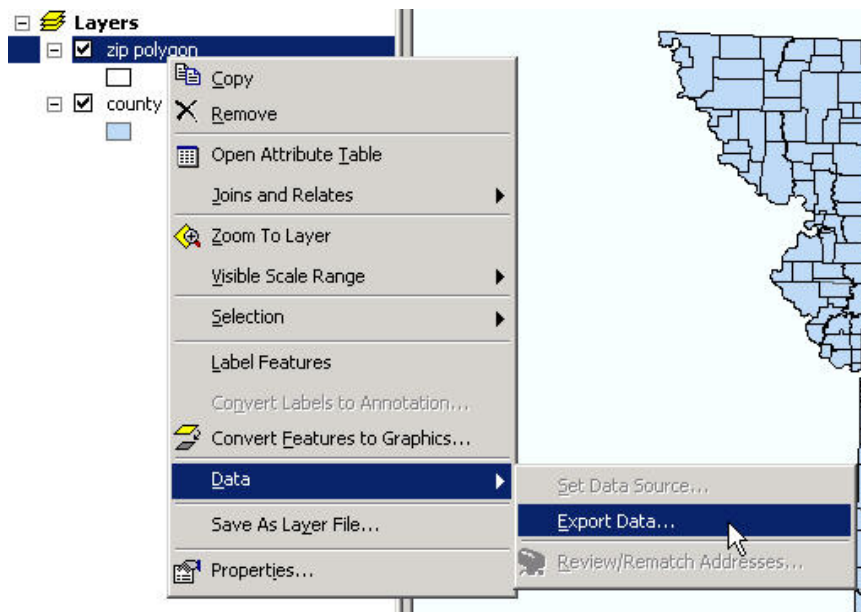 Layers
zip polygon
county
Copy
Remove
Open Attribute Table
Joins and Relates
Zoom To Layer
Visible Scale Range
Selection
Label Features
Convert Labels to Annotation...
Convert Features to Graphics...
Data
Set Data Source...
Export Data...
Save As Layer File...
Review/Rematch Addresses...
Properties...